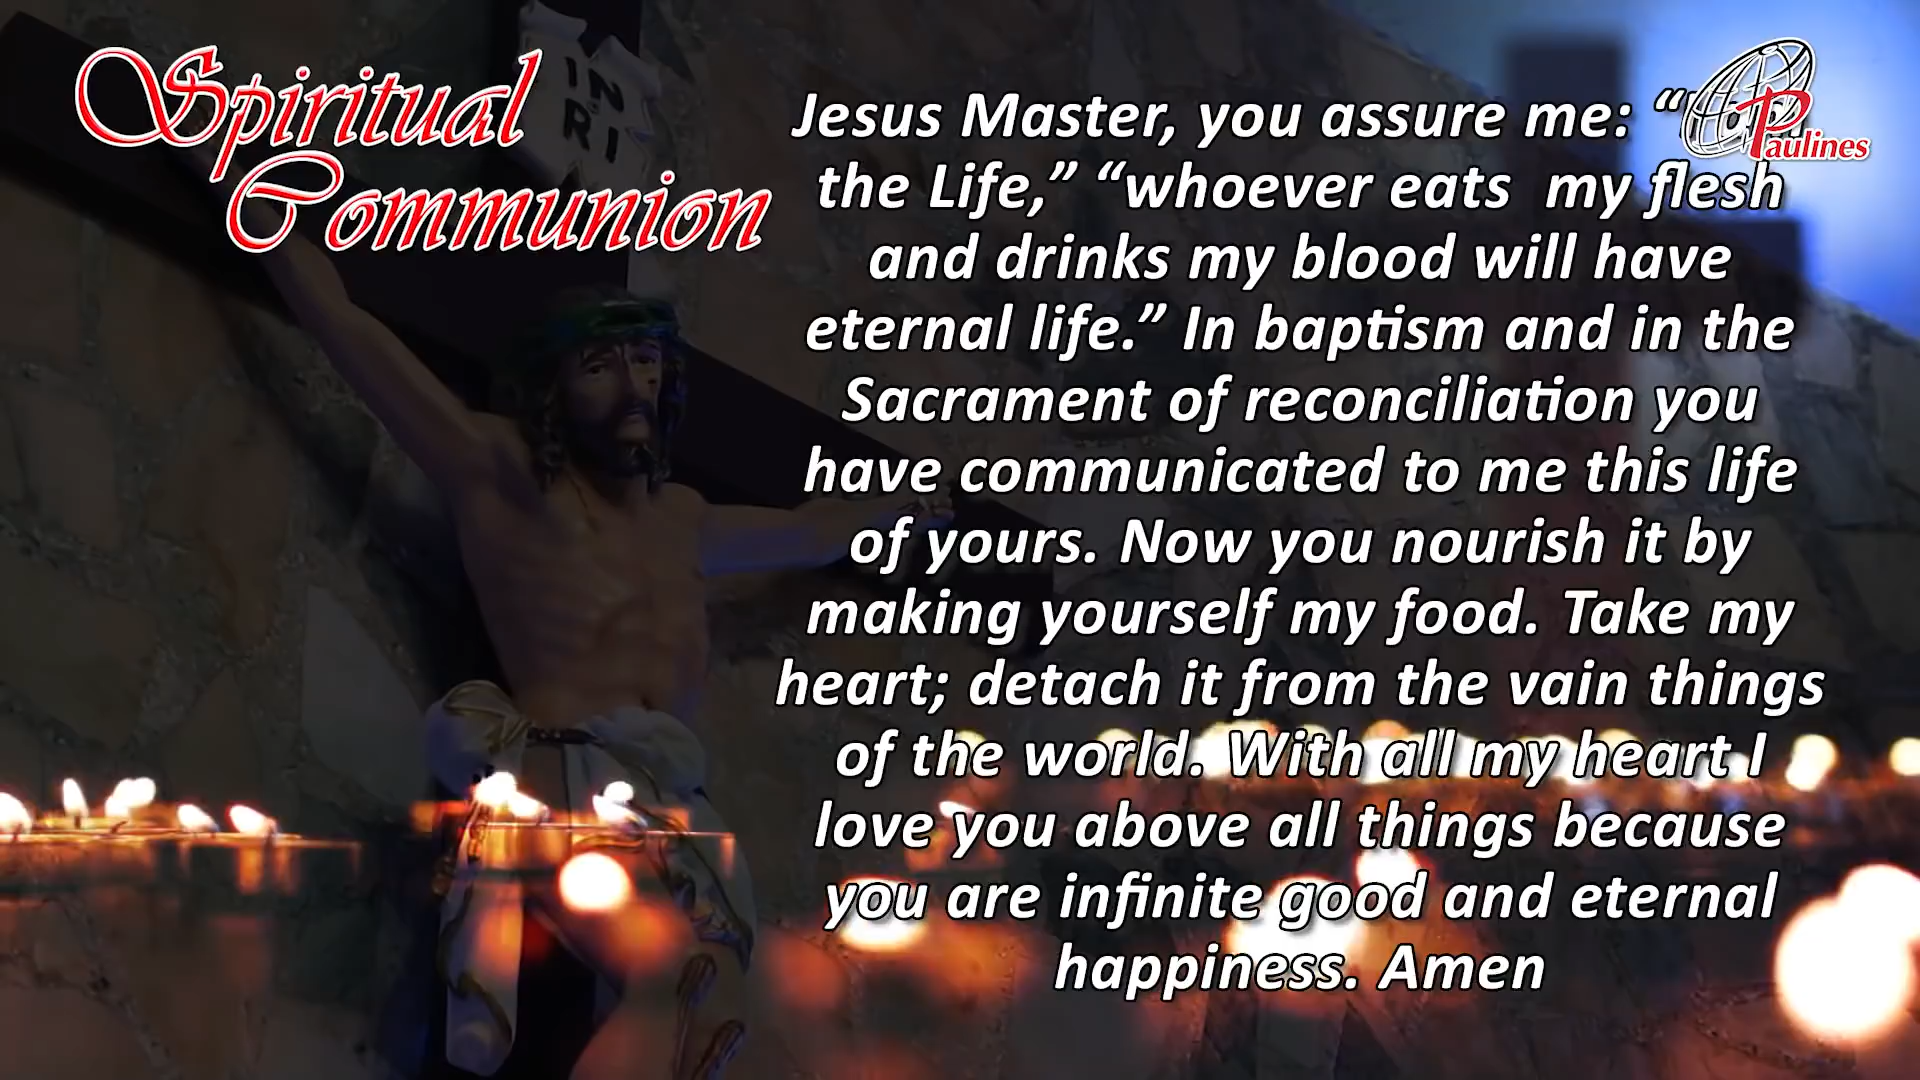 Spiritual
Communion
IN
RI
Paulines
Jesus Master, you assure me: “I am
the Life,” “whoever eats my flesh
and drinks my blood will have
eternal life.” In baptism and in the
Sacrament of reconciliation you
have communicated to me this life
of yours. Now you nourish it by
making yourself my food. Take my
heart; detach it from the vain things
of the world. With all my heart I
love you above all things because
you are infinite good and eternal
happiness. Amen